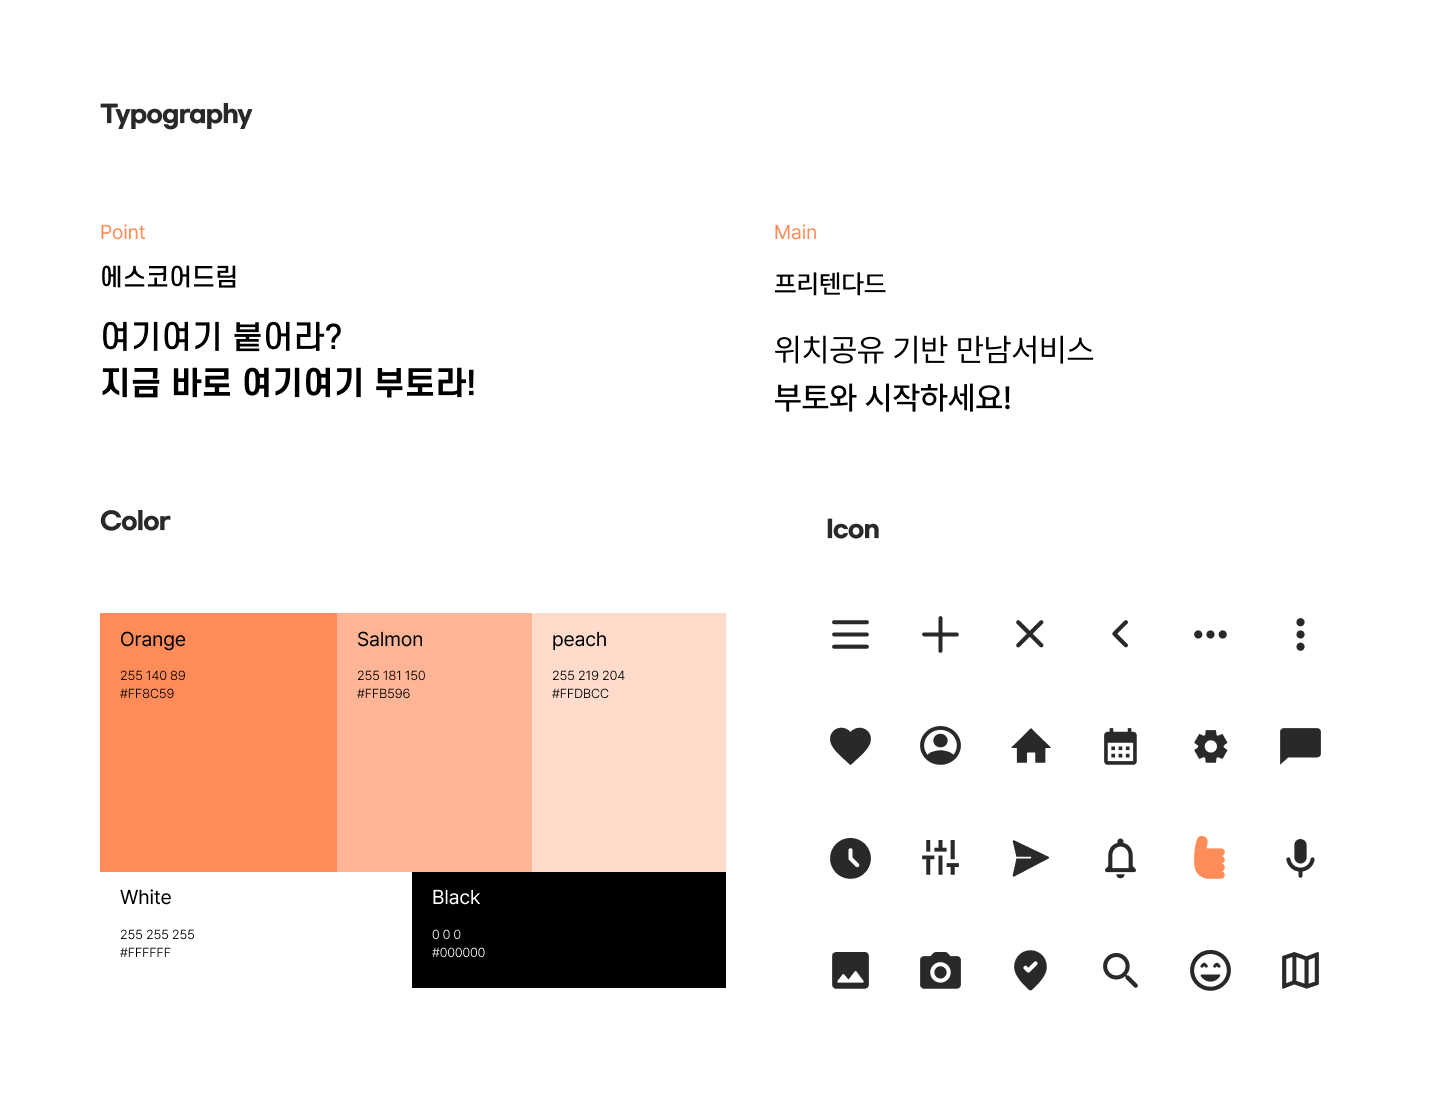 Typography
Point
에스코어드림
여기여기 붙어라?
지금 바로 여기여기 부토라!
Main
프리텐다드
위치공유 기반 만남서비스
부토와 시작하세요!
Color
Orange
255 140 89
#FF8C59
Salmon
255 181 150
#FFB596
peach
255 219 204
#FFDBCC
White
255 255 255
#FFFFFF
Black
0 0 0
#000000
Icon